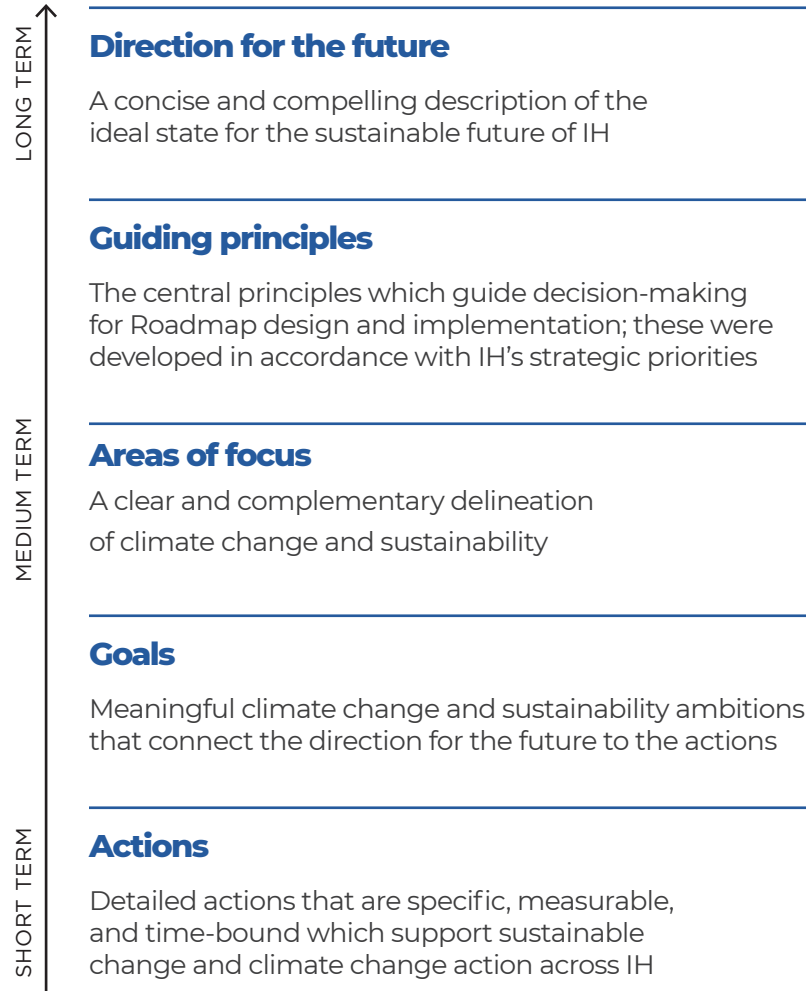 LONG TERM
Direction for the future
A concise and compelling description of the
ideal state for the sustainable future of IH
Guiding principles
The central principles which guide decision-making
for Roadmap design and implementation; these were
developed in accordance with IH’s strategic priorities
MEDIUM TERM
Areas of focus
A clear and complementary delineation
of climate change and sustainability
Goals
Meaningful climate change and sustainability ambitions
that connect the direction for the future to the actions
SHORT TERM
Actions
Detailed actions that are specific, measurable,
and time-bound which support sustainable
change and climate change action across IH